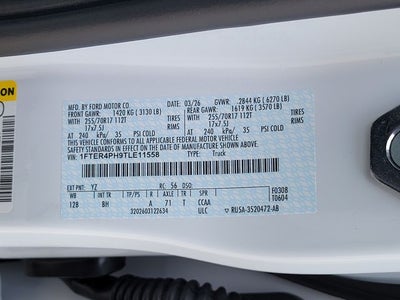 MFD. BY FORD MOTOR CO.
DATE: 03/26 GVWR: 2844 KG ( 6270 LB)
FRONT GAWR: 1420 KG ( 3130 LB) REAR GAWR: 1619 KG ( 3570 LB)
255/70R17 112T TIRES 255/70R17 112T TIRES
17x7.5J RIMS 17x7.5J RIMS
AT 240 kPa/ 35 PSI COLD AT 240 kPa/ 35 PSI COLD
THIS VEHICLE CONFORMS TO ALL APPLICABLE FEDERAL MOTOR VEHICLE
SAFETY STANDARDS IN EFFECT ON THE DATE OF MANUFACTURE SHOWN ABOVE.
VIN: 1FTER4PH9TLE11558 TYPE: Truck
EXT PNT: YZ RC: 56 DSO: F0308
WB BRK INT TR TP/PS R AXLE TR SPR T0604
128 BH A 71 T CCAA
3202603122634 ULC RU5A-3520472-AB